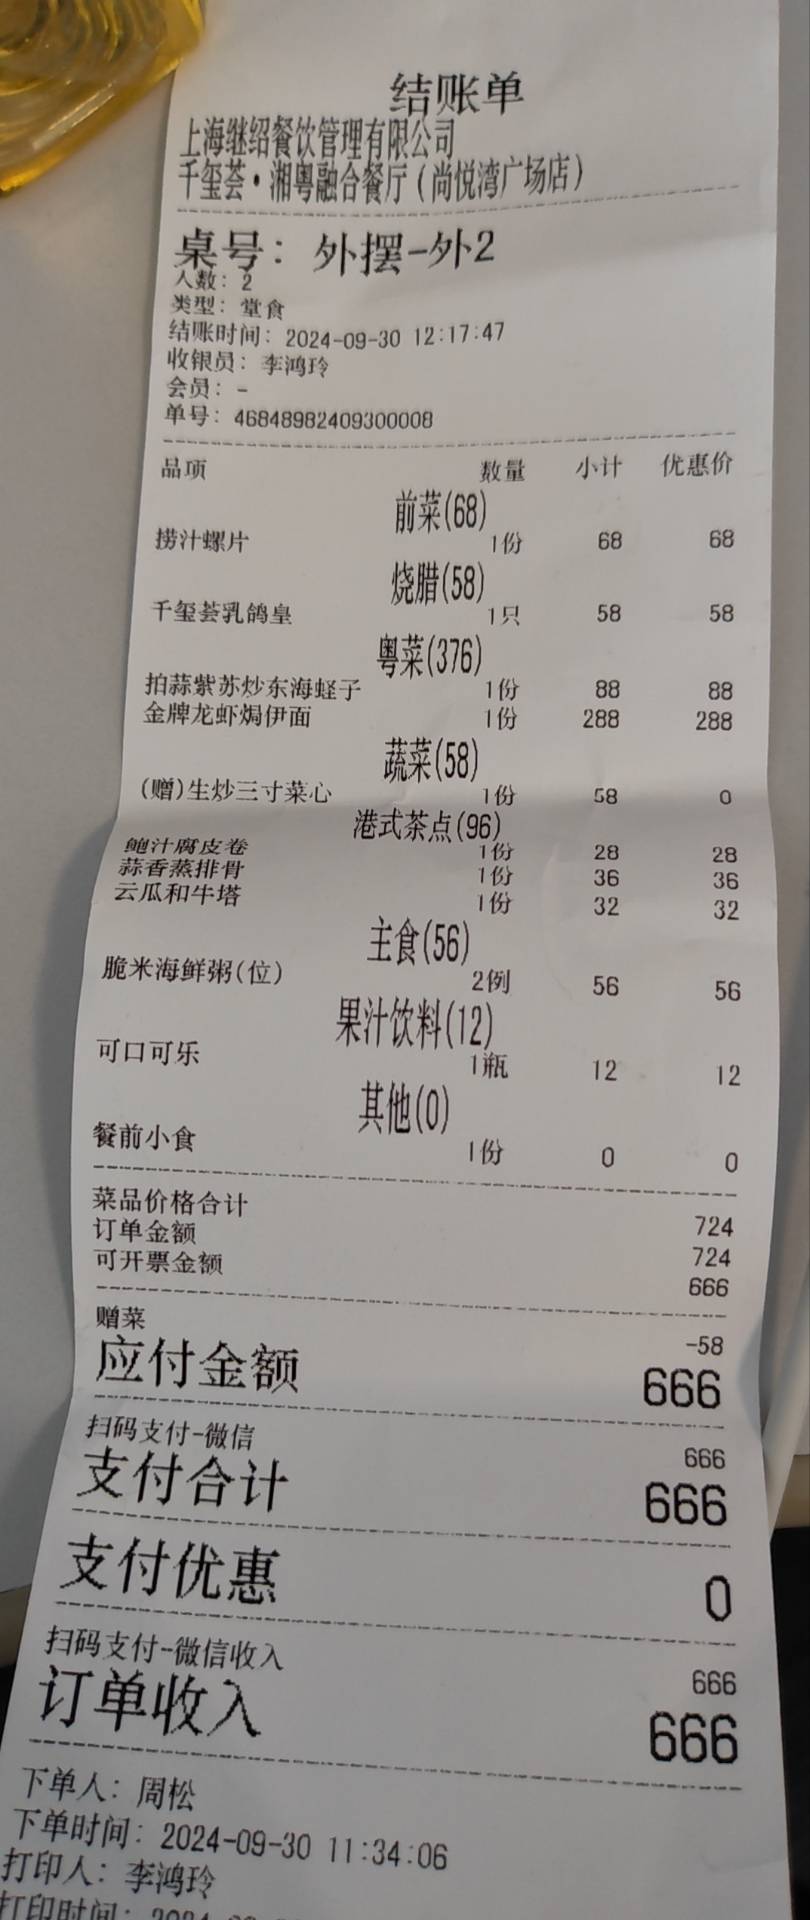 结账单
上海继绍餐饮管理有限公司
千玺荟·湘粤融合餐厅(尚悦湾广场店)
桌号: 外摆-外2
人数: 2
类型: 堂食
结账时间: 2024-09-30 12:17:47
收银员: 李鸿玲
会员: -
单号: 46848982409300008
品项 数量 小计 优惠价
前菜(68)
捞汁螺片 1份 68 68
烧腊(58)
千玺荟乳鸽皇 1只 58 58
粤菜(376)
拍蒜紫苏炒东海蛏子 1份 88 88
金牌龙虾焗伊面 1份 288 288
蔬菜(58)
(赠)生炒三寸菜心 1份 58 0
港式茶点(96)
鲍汁腐皮卷 1份 28 28
蒜香蒸排骨 1份 36 36
云瓜和牛塔 1份 32 32
主食(56)
脆米海鲜粥(位) 2例 56 56
果汁饮料(12)
可口可乐 1瓶 12 12
其他(0)
餐前小食 1份 0 0
菜品价格合计 724
订单金额 724
可开票金额 666
赠菜 -58
应付金额 666
扫码支付-微信 666
支付合计 666
支付优惠 0
扫码支付-微信收入 666
订单收入 666
下单人: 周松
下单时间: 2024-09-30 11:34:06
打印人: 李鸿玲
打印时间: